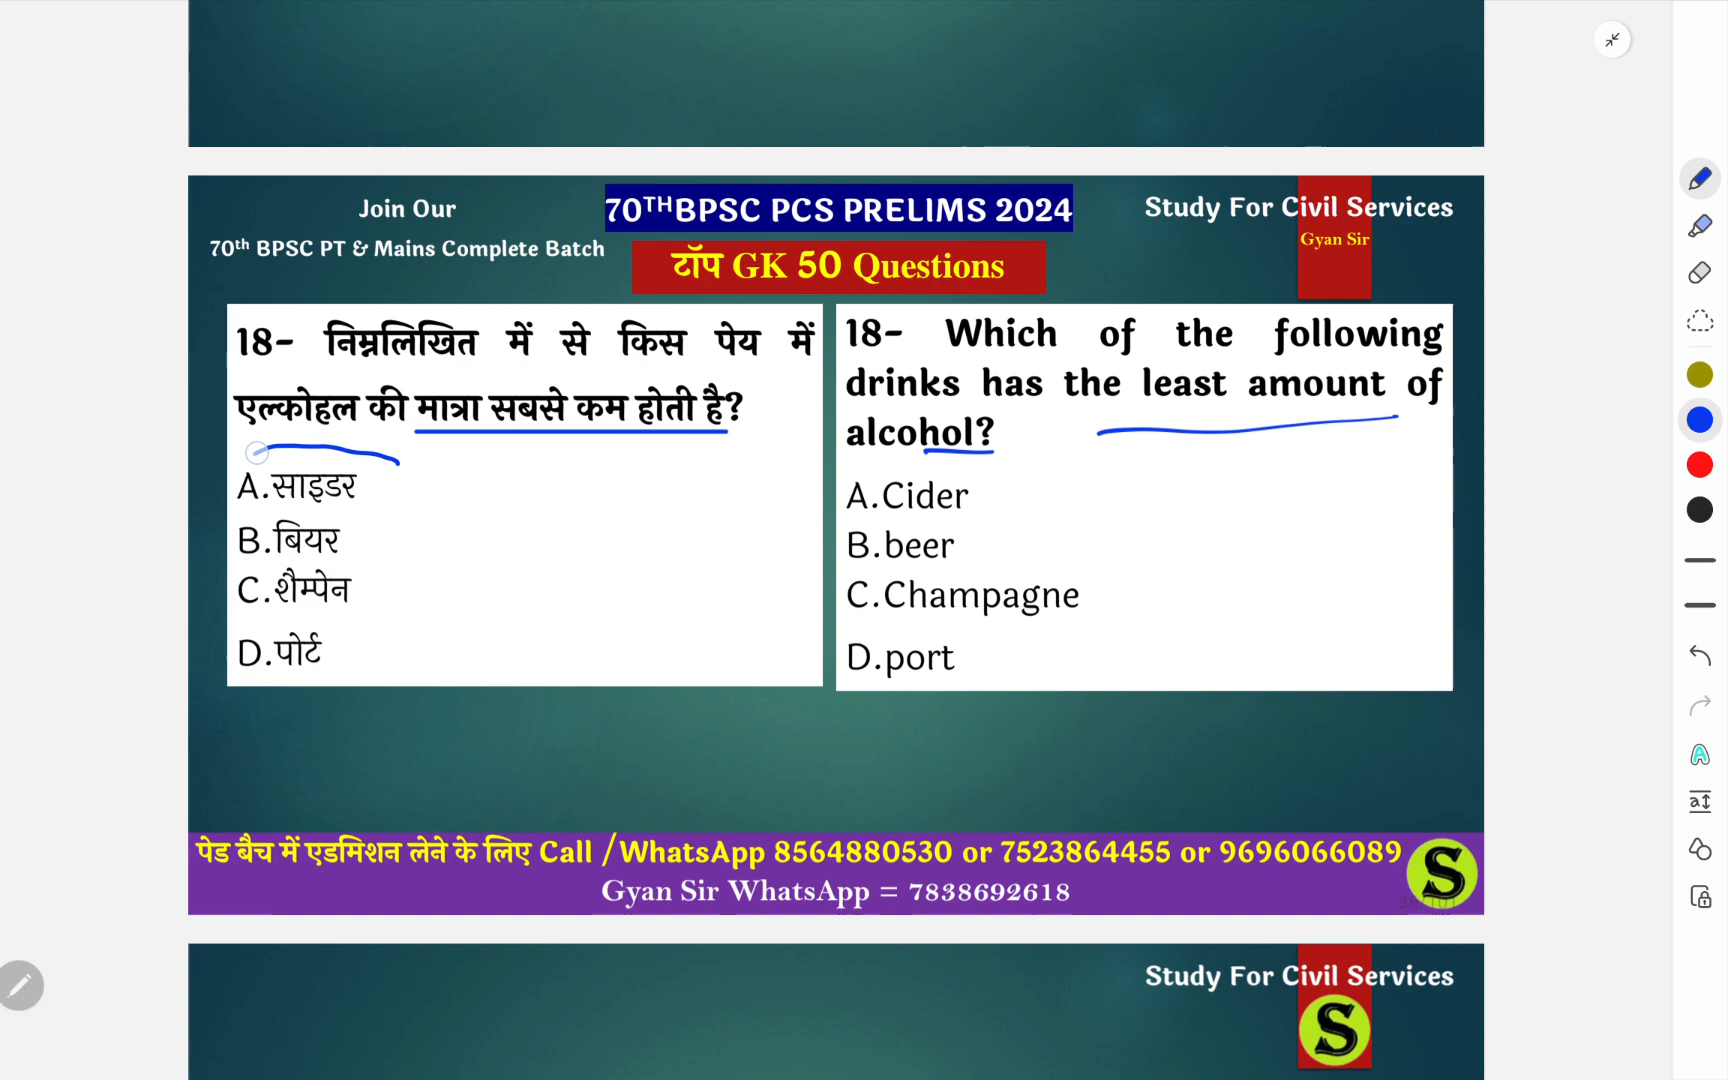 Join Our
70th BPSC PT & Mains Complete Batch
70THBPSC PCS PRELIMS 2024
टॉप GK 50 Questions
Study For Civil Services
Gyan Sir
18- निम्नलिखित में से किस पेय में
एल्कोहल की मात्रा सबसे कम होती है?
A.साइडर
B.बियर
C.शैम्पेन
D.पोर्ट
18- Which of the following
drinks has the least amount of
alcohol?
A.Cider
B.beer
C.Champagne
D.port
पेड बैच में एडमिशन लेने के लिए Call /WhatsApp 8564880530 or 7523864455 or 9696066089
Gyan Sir WhatsApp = 7838692618
S
Study For Civil Services
S